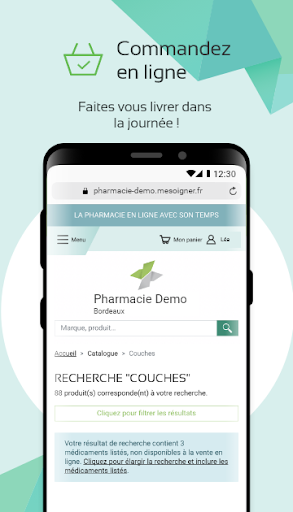 Commandez
en ligne
Faites vous livrer dans
la journée !
12:30
pharmacie-demo.mesoigner.fr
LA PHARMACIE EN LIGNE AVEC SON TEMPS
Menu Mon panier Léa
Pharmacie Demo
Bordeaux
Marque, produit...
Accueil > Catalogue > Couches
RECHERCHE "COUCHES"
88 produit(s) corresponde(nt) à votre recherche.
Cliquez pour filtrer les résultats
Votre résultat de recherche contient 3
médicaments listés, non disponibles à la vente en
ligne. Cliquez pour élargir la recherche et inclure les
médicaments listés.